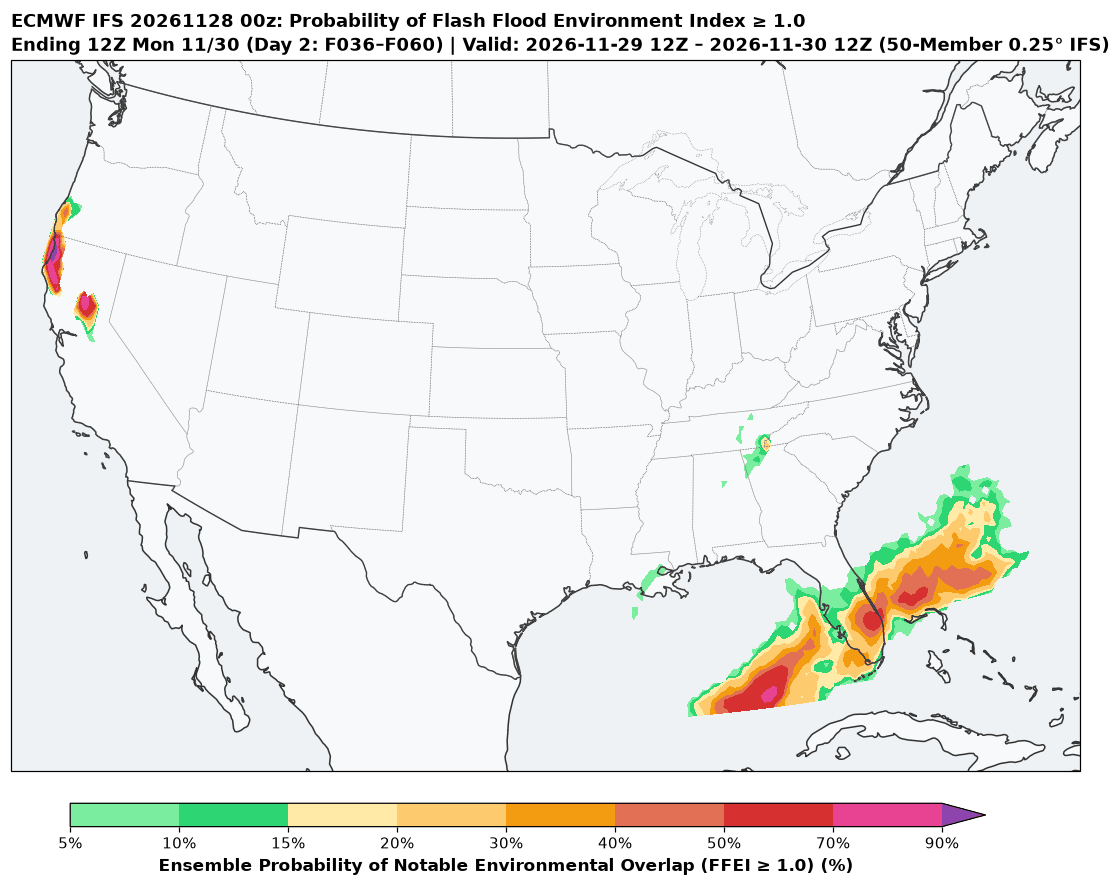 ECMWF IFS 20261128 00z: Probability of Flash Flood Environment Index ≥ 1.0
Ending 12Z Mon 11/30 (Day 2: F036–F060) | Valid: 2026-11-29 12Z – 2026-11-30 12Z (50-Member 0.25° IFS)
5% 10% 15% 20% 30% 40% 50% 70% 90%
Ensemble Probability of Notable Environmental Overlap (FFEI ≥ 1.0) (%)